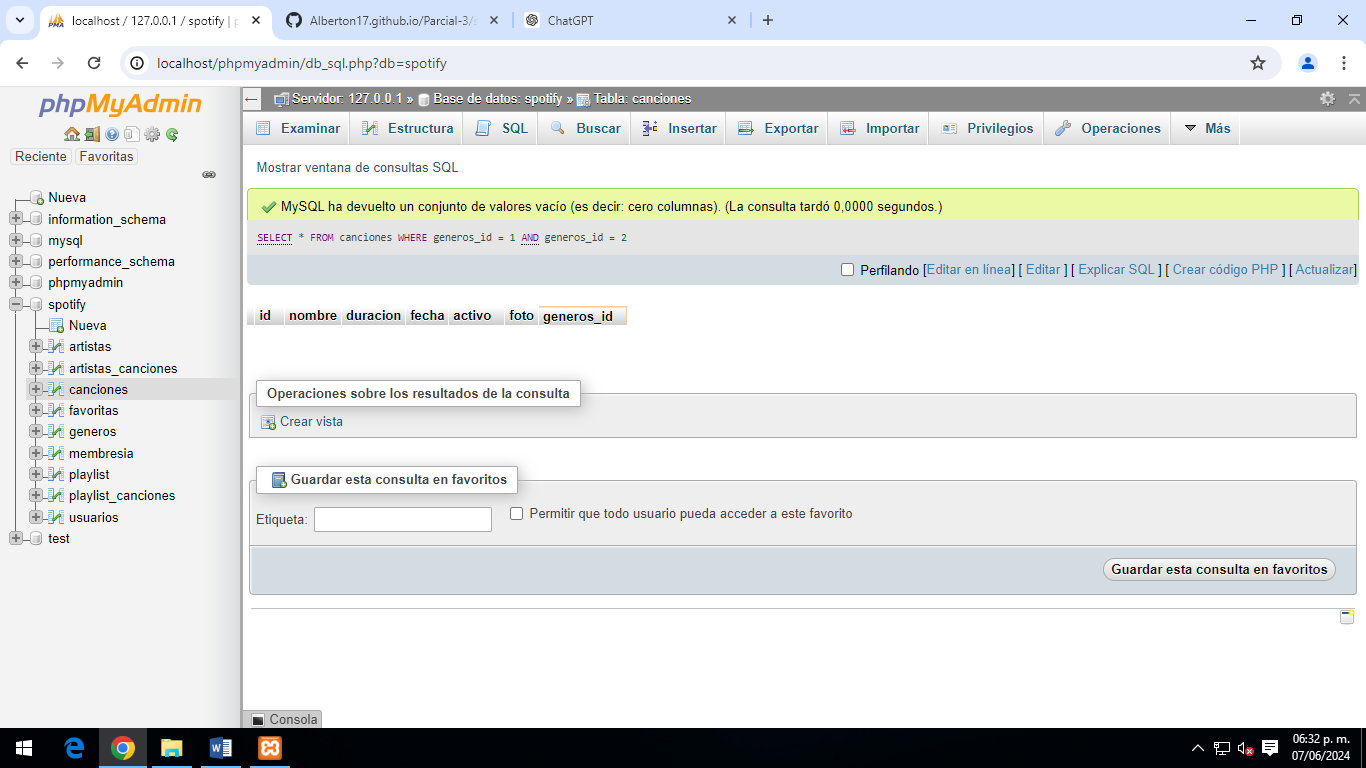 localhost / 127.0.0.1 / spotify | p
Alberton17.github.io/Parcial-3/s
ChatGPT
localhost/phpmyadmin/db_sql.php?db=spotify
phpMyAdmin
Reciente Favoritas
Nueva
information_schema
mysql
performance_schema
phpmyadmin
spotify
Nueva
artistas
artistas_canciones
canciones
favoritas
generos
membresia
playlist
playlist_canciones
usuarios
test
Servidor: 127.0.0.1 » Base de datos: spotify » Tabla: canciones
Examinar Estructura SQL Buscar Insertar Exportar Importar Privilegios Operaciones Más
Mostrar ventana de consultas SQL
MySQL ha devuelto un conjunto de valores vacío (es decir: cero columnas). (La consulta tardó 0,0000 segundos.)
SELECT * FROM canciones WHERE generos_id = 1 AND generos_id = 2
Perfilando [Editar en línea] [ Editar ] [ Explicar SQL ] [ Crear código PHP ] [ Actualizar]
id nombre duracion fecha activo foto generos_id
Operaciones sobre los resultados de la consulta
Crear vista
Guardar esta consulta en favoritos
Etiqueta: Permitir que todo usuario pueda acceder a este favorito
Guardar esta consulta en favoritos
Consola
06:32 p. m.
07/06/2024